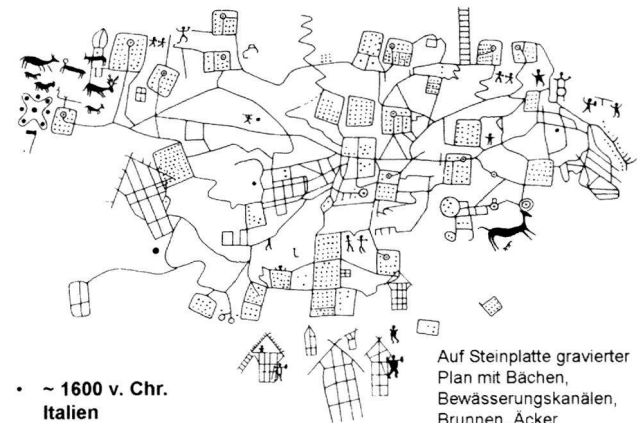 • ~ 1600 v. Chr.
Italien
Auf Steinplatte gravierter
Plan mit Bächen,
Bewässerungskanälen,
Brunnen, Äcker